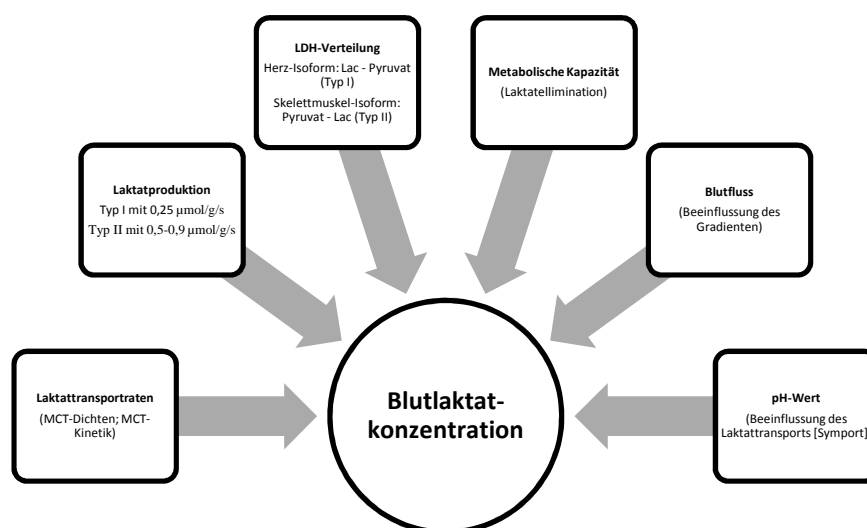 LDH-Verteilung
Herz-Isoform: Lac - Pyruvat
(Typ I)
Skelettmuskel-Isoform:
Pyruvat - Lac (Typ II)
Metabolische Kapazität
(Laktatellimination)
Laktatproduktion
Typ I mit 0,25 µmol/g/s
Typ II mit 0,5-0,9 µmol/g/s
Blutfluss
(Beeinflussung des
Gradienten)
Laktattransportraten
(MCT-Dichten; MCT-
Kinetik)
Blutlaktat-
konzentration
pH-Wert
(Beeinflussung des
Laktattransports [Symport]